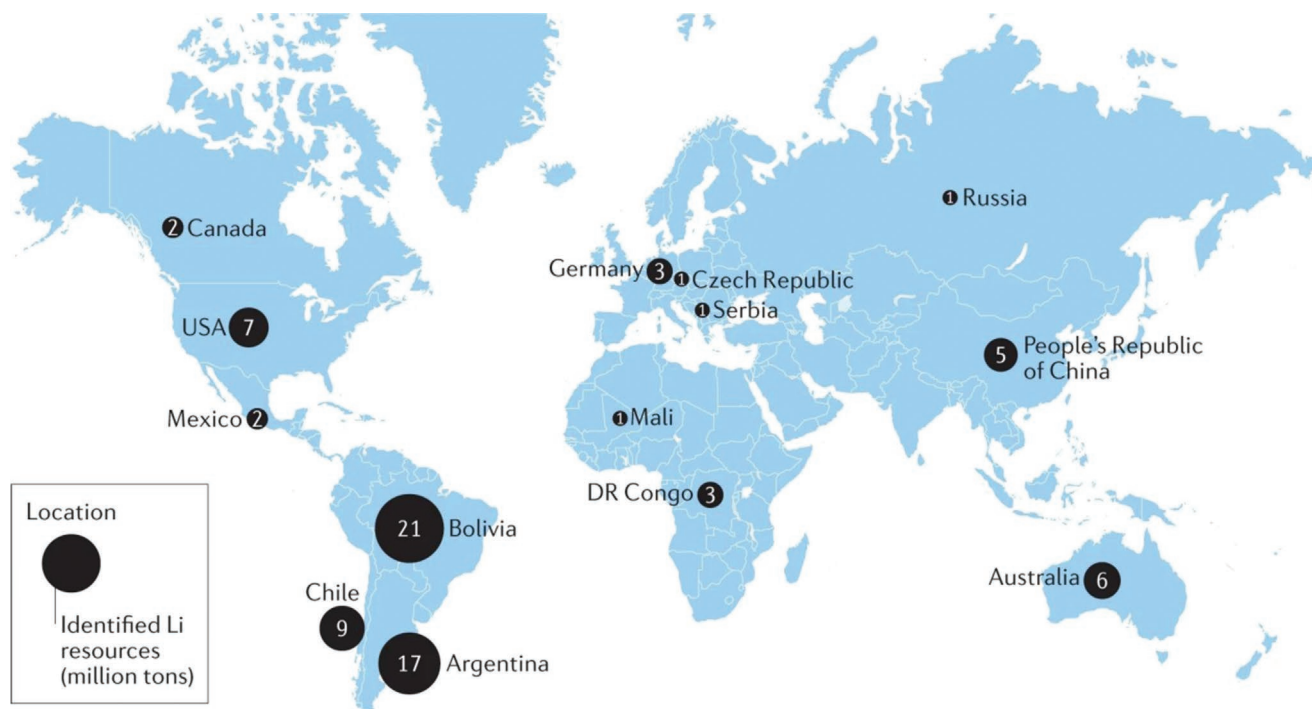 2 Canada
USA 7
Mexico 2
21 Bolivia
Chile
9
17 Argentina
1 Russia
Germany 3
1 Czech Republic
1 Serbia
5 People's Republic
of China
1 Mali
DR Congo 3
Australia 6
Location
Identified Li
resources
(million tons)